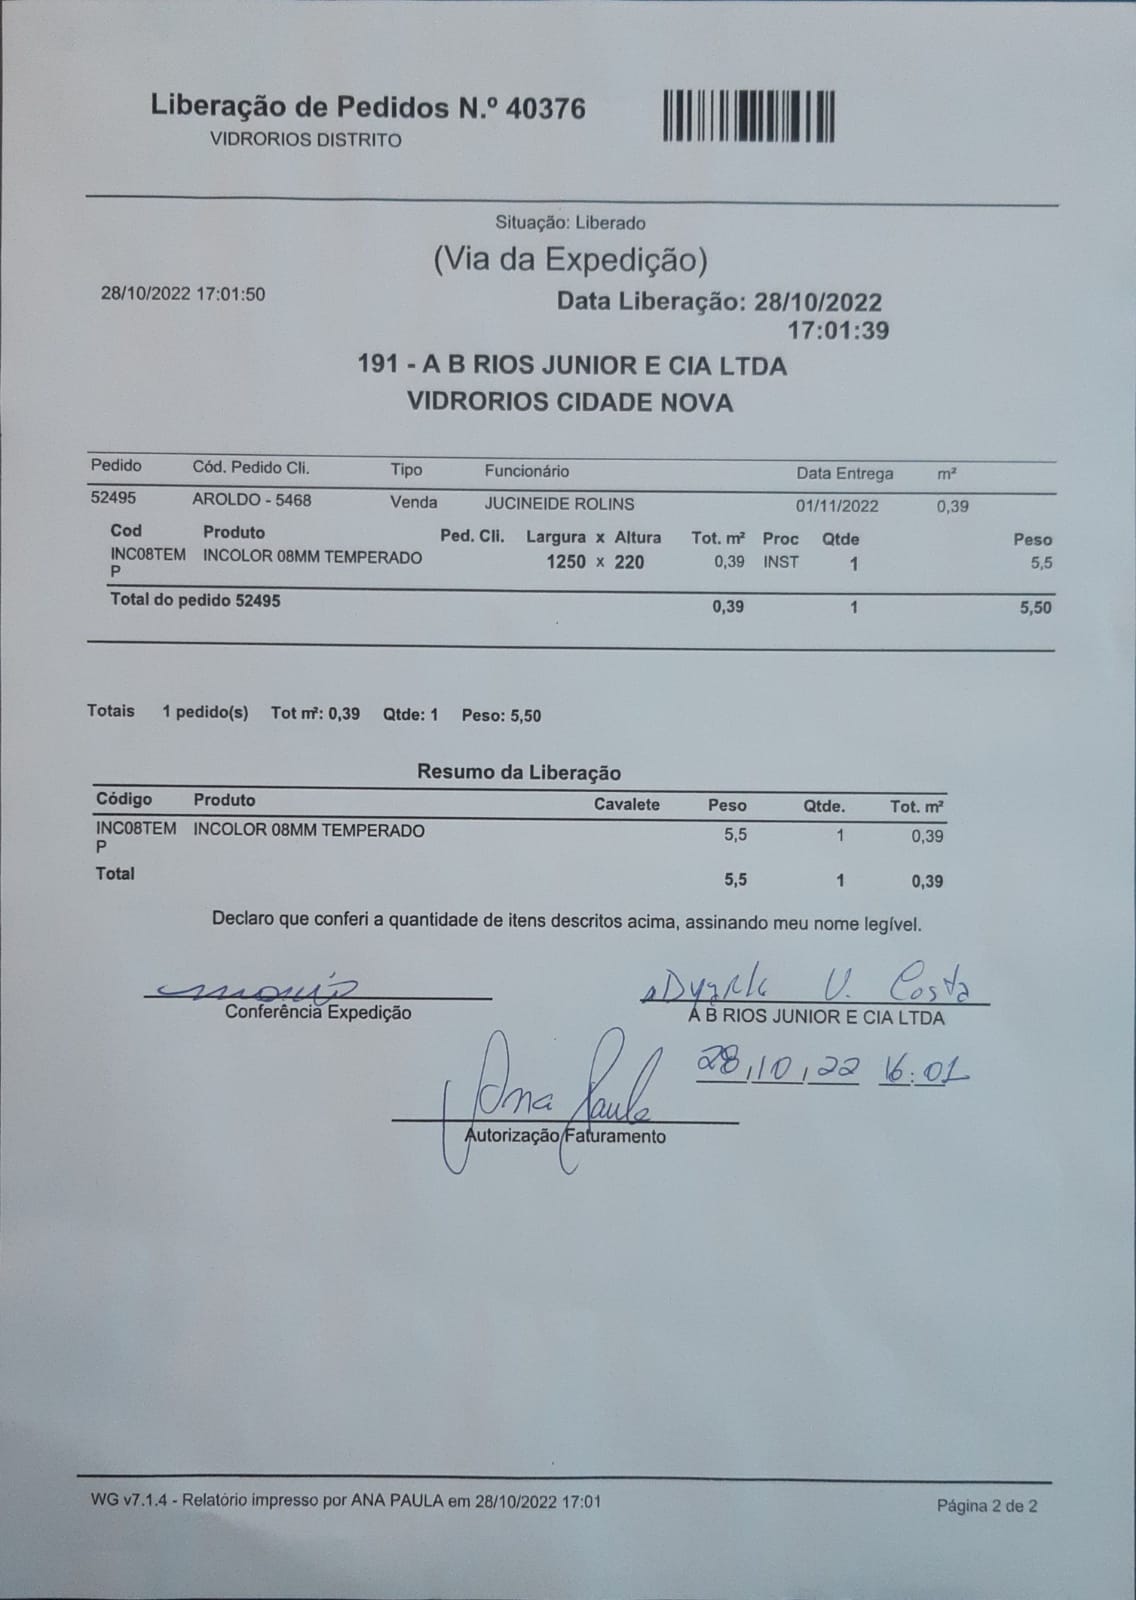 Liberação de Pedidos N.º 40376
VIDRORIOS DISTRITO
Situação: Liberado
(Via da Expedição)
28/10/2022 17:01:50
Data Liberação: 28/10/2022
17:01:39
191 - A B RIOS JUNIOR E CIA LTDA
VIDRORIOS CIDADE NOVA
Pedido Cód. Pedido Cli. Tipo Funcionário Data Entrega m²
52495 AROLDO - 5468 Venda JUCINEIDE ROLINS 01/11/2022 0,39
Cod Produto Ped. Cli. Largura x Altura Tot. m² Proc Qtde Peso
INC08TEM INCOLOR 08MM TEMPERADO 1250 x 220 0,39 INST 1 5,5
P
Total do pedido 52495 0,39 1 5,50
Totais 1 pedido(s) Tot m²: 0,39 Qtde: 1 Peso: 5,50
Resumo da Liberação
Código Produto Cavalete Peso Qtde. Tot. m²
INC08TEM INCOLOR 08MM TEMPERADO 5,5 1 0,39
P
Total 5,5 1 0,39
Declaro que conferi a quantidade de itens descritos acima, assinando meu nome legível.
V. Costa
Conferência Expedição A B RIOS JUNIOR E CIA LTDA
28,10,22 16:01
Ana Paula
Autorização Faturamento
WG v7.1.4 - Relatório impresso por ANA PAULA em 28/10/2022 17:01 Página 2 de 2